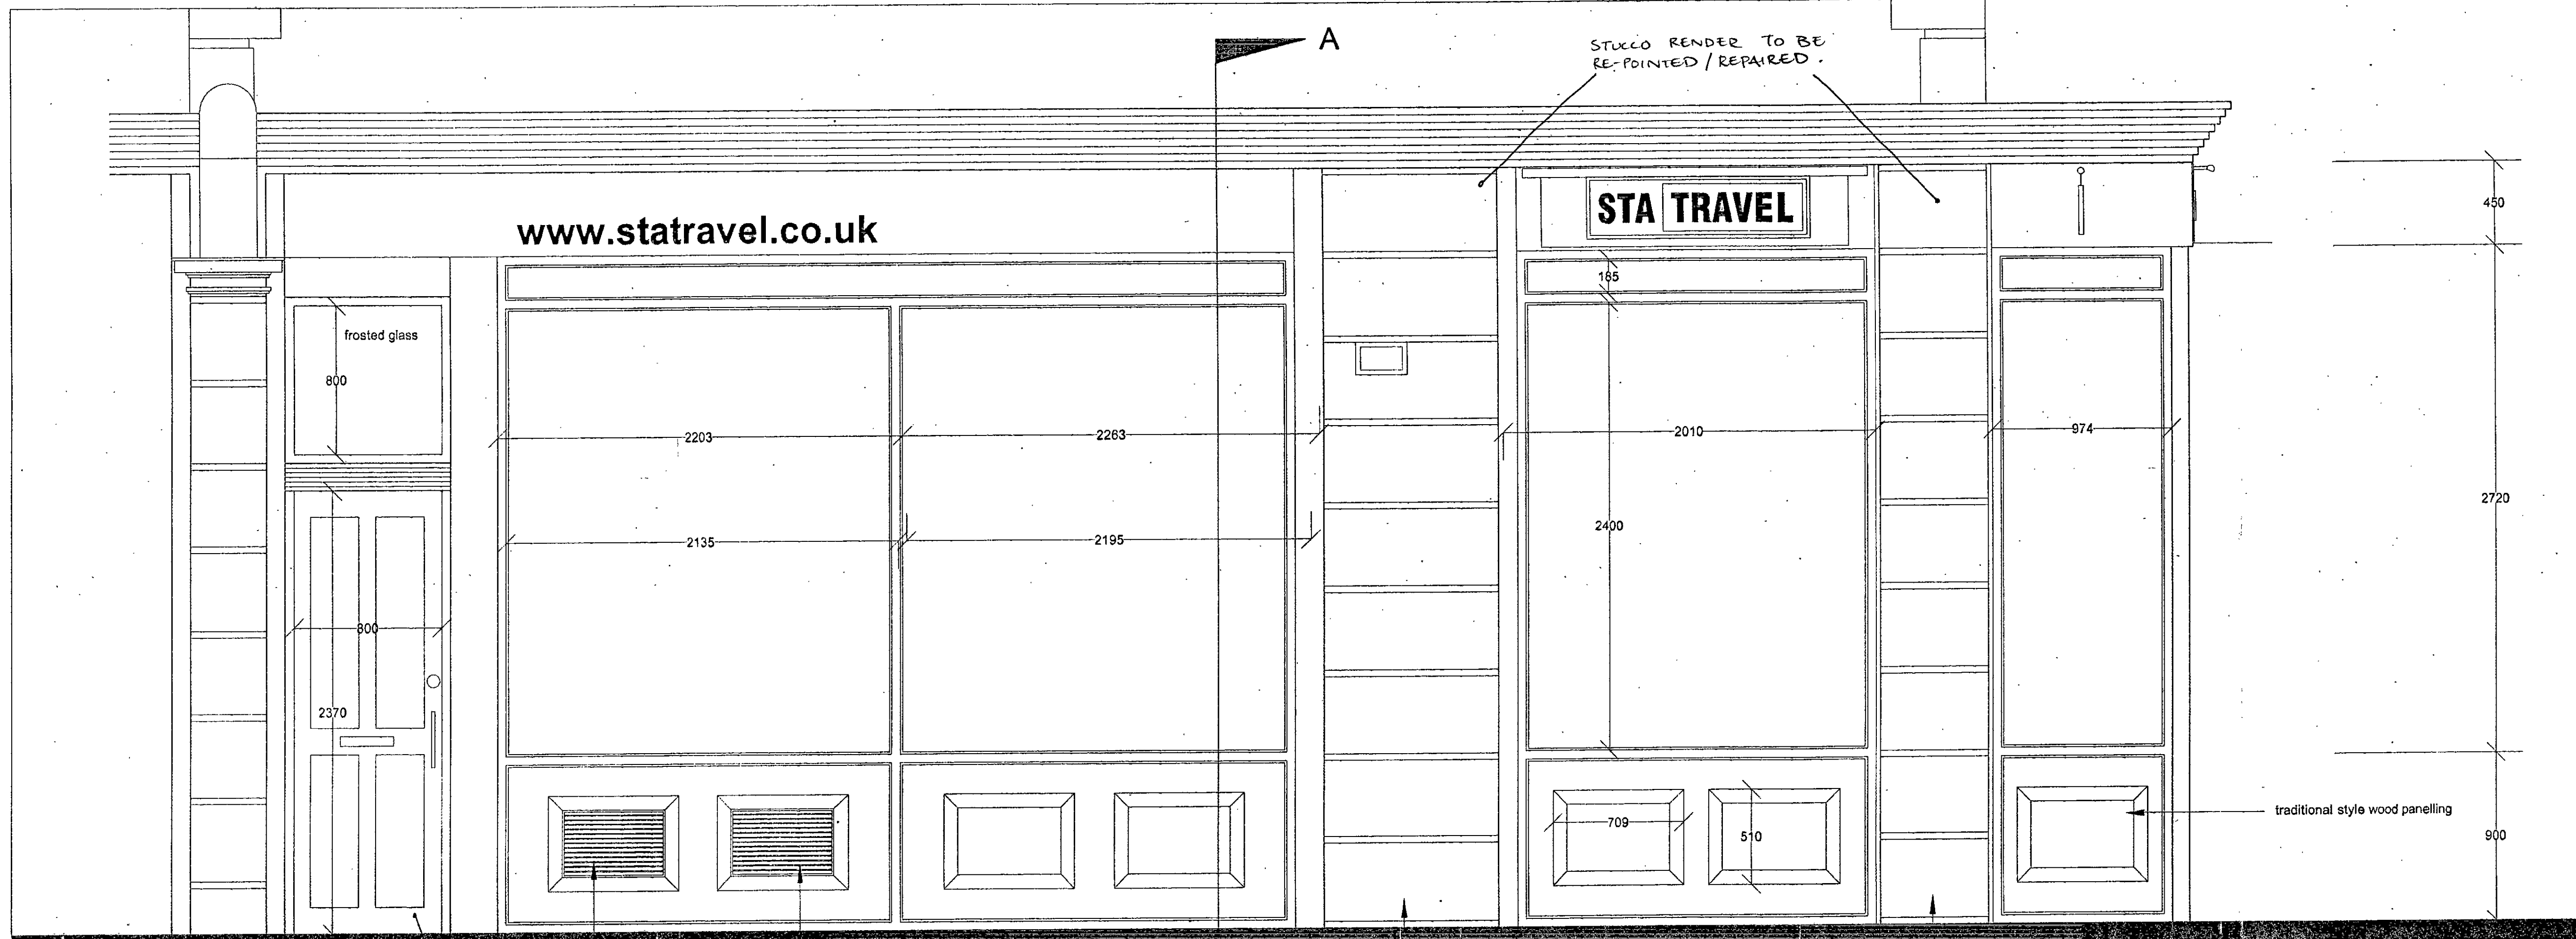 A
STUCCO RENDER TO BE
RE-POINTED / REPAIRED.
www.statravel.co.uk
STA TRAVEL
450
185
frosted glass
800
2203
2263
2010
974
2720
2400
2135
2195
800
2370
709
510
traditional style wood panelling
900